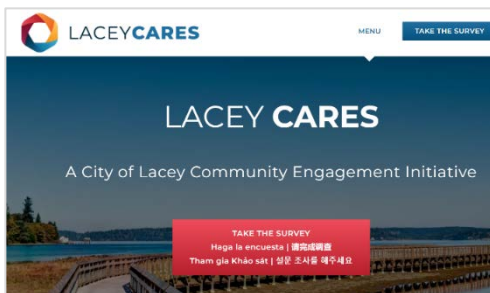 LACEYCARES
MENU
TAKE THE SURVEY
LACEY CARES
A City of Lacey Community Engagement Initiative
TAKE THE SURVEY
Haga la encuesta | 请完成調查
Tham gia Khảo sát | 설문 조사를 해주세요